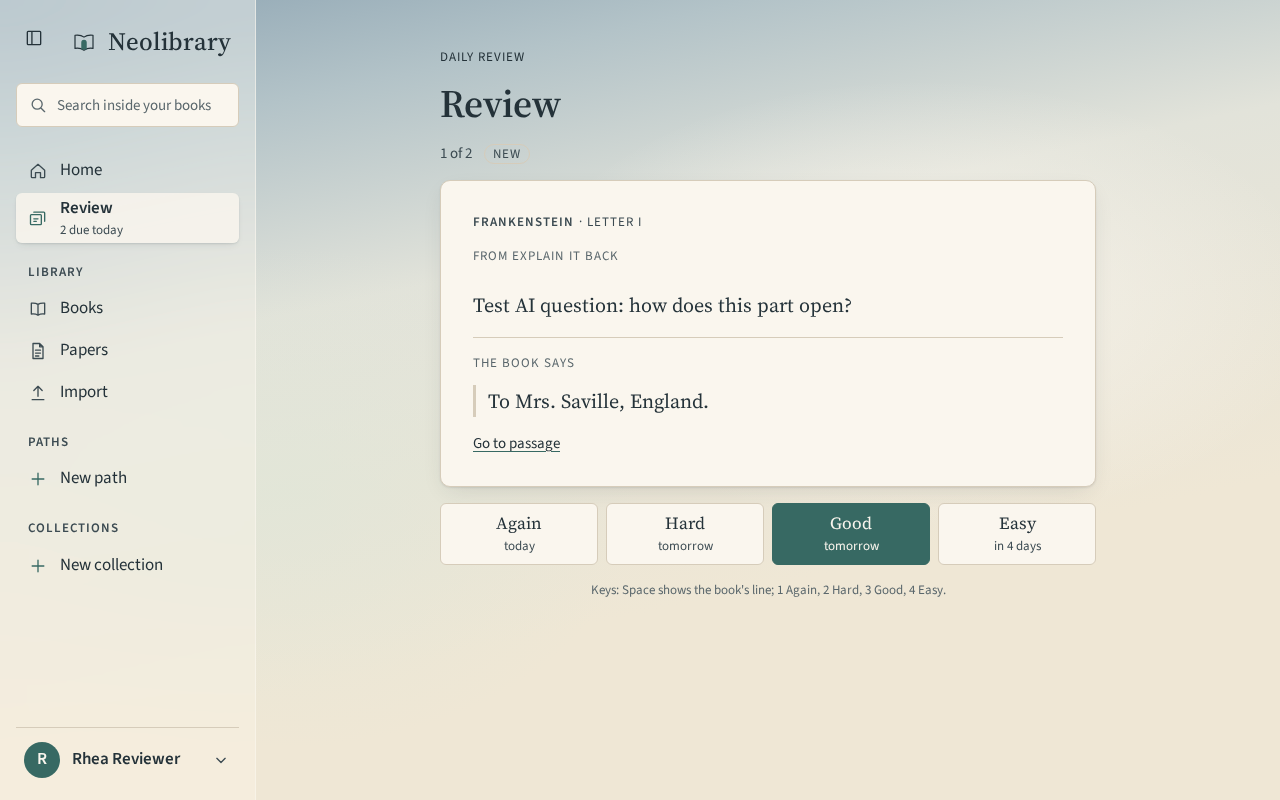 Neolibrary
Search inside your books
Home
Review
2 due today
LIBRARY
Books
Papers
Import
PATHS
New path
COLLECTIONS
New collection
R
Rhea Reviewer
DAILY REVIEW
Review
1 of 2 NEW
FRANKENSTEIN · LETTER I
FROM EXPLAIN IT BACK
Test AI question: how does this part open?
THE BOOK SAYS
To Mrs. Saville, England.
Go to passage
Again
today
Hard
tomorrow
Good
tomorrow
Easy
in 4 days
Keys: Space shows the book's line; 1 Again, 2 Hard, 3 Good, 4 Easy.